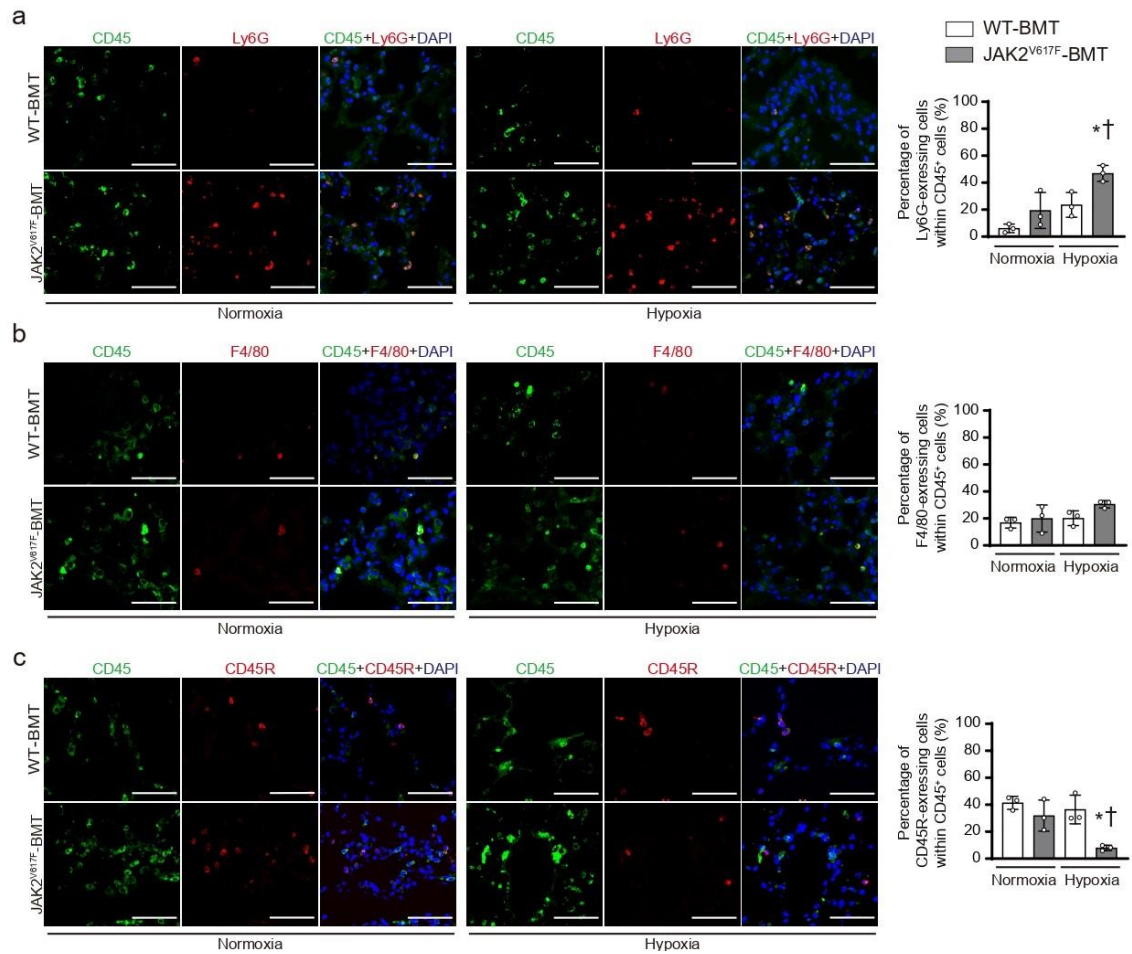 a
CD45 Ly6G CD45+Ly6G+DAPI CD45 Ly6G CD45+Ly6G+DAPI
WT-BMT
JAK2V617F-BMT
Normoxia Hypoxia
WT-BMT
JAK2V617F-BMT
Percentage of
Ly6G-exressing cells
within CD45+ cells (%)
100
80
60
40
20
0
*†
Normoxia Hypoxia
b
CD45 F4/80 CD45+F4/80+DAPI CD45 F4/80 CD45+F4/80+DAPI
WT-BMT
JAK2V617F-BMT
Normoxia Hypoxia
Percentage of
F4/80-exressing cells
within CD45+ cells (%)
100
80
60
40
20
0
Normoxia Hypoxia
c
CD45 CD45R CD45+CD45R+DAPI CD45 CD45R CD45+CD45R+DAPI
WT-BMT
JAK2V617F-BMT
Normoxia Hypoxia
Percentage of
CD45R-exressing cells
within CD45+ cells (%)
100
80
60
40
20
0
*†
Normoxia Hypoxia